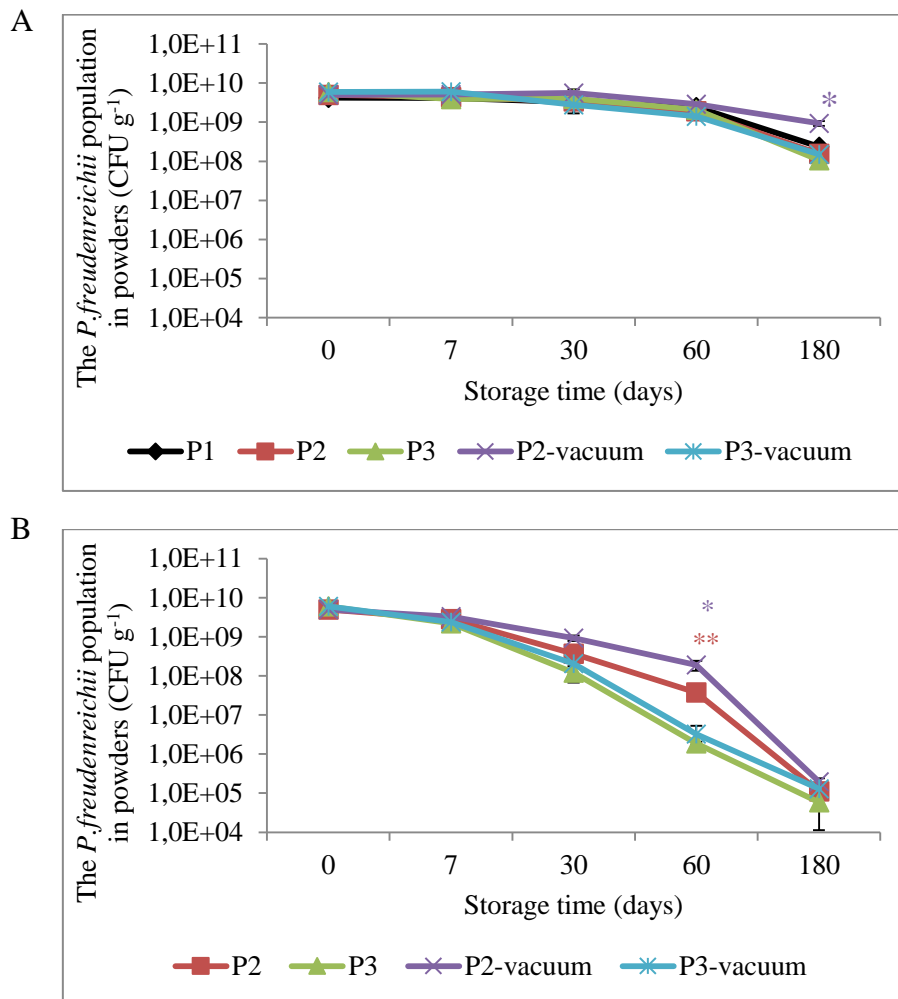 A
The P.freudenreichii population
in powders (CFU g⁻¹)
1,0E+11
1,0E+10
1,0E+09
1,0E+08
1,0E+07
1,0E+06
1,0E+05
1,0E+04
*
0 7 30 60 180
Storage time (days)
P1 P2 P3 P2-vacuum P3-vacuum
B
The P.freudenreichii population
in powders (CFU g⁻¹)
1,0E+11
1,0E+10
1,0E+09
1,0E+08
1,0E+07
1,0E+06
1,0E+05
1,0E+04
*
**
0 7 30 60 180
Storage time (days)
P2 P3 P2-vacuum P3-vacuum